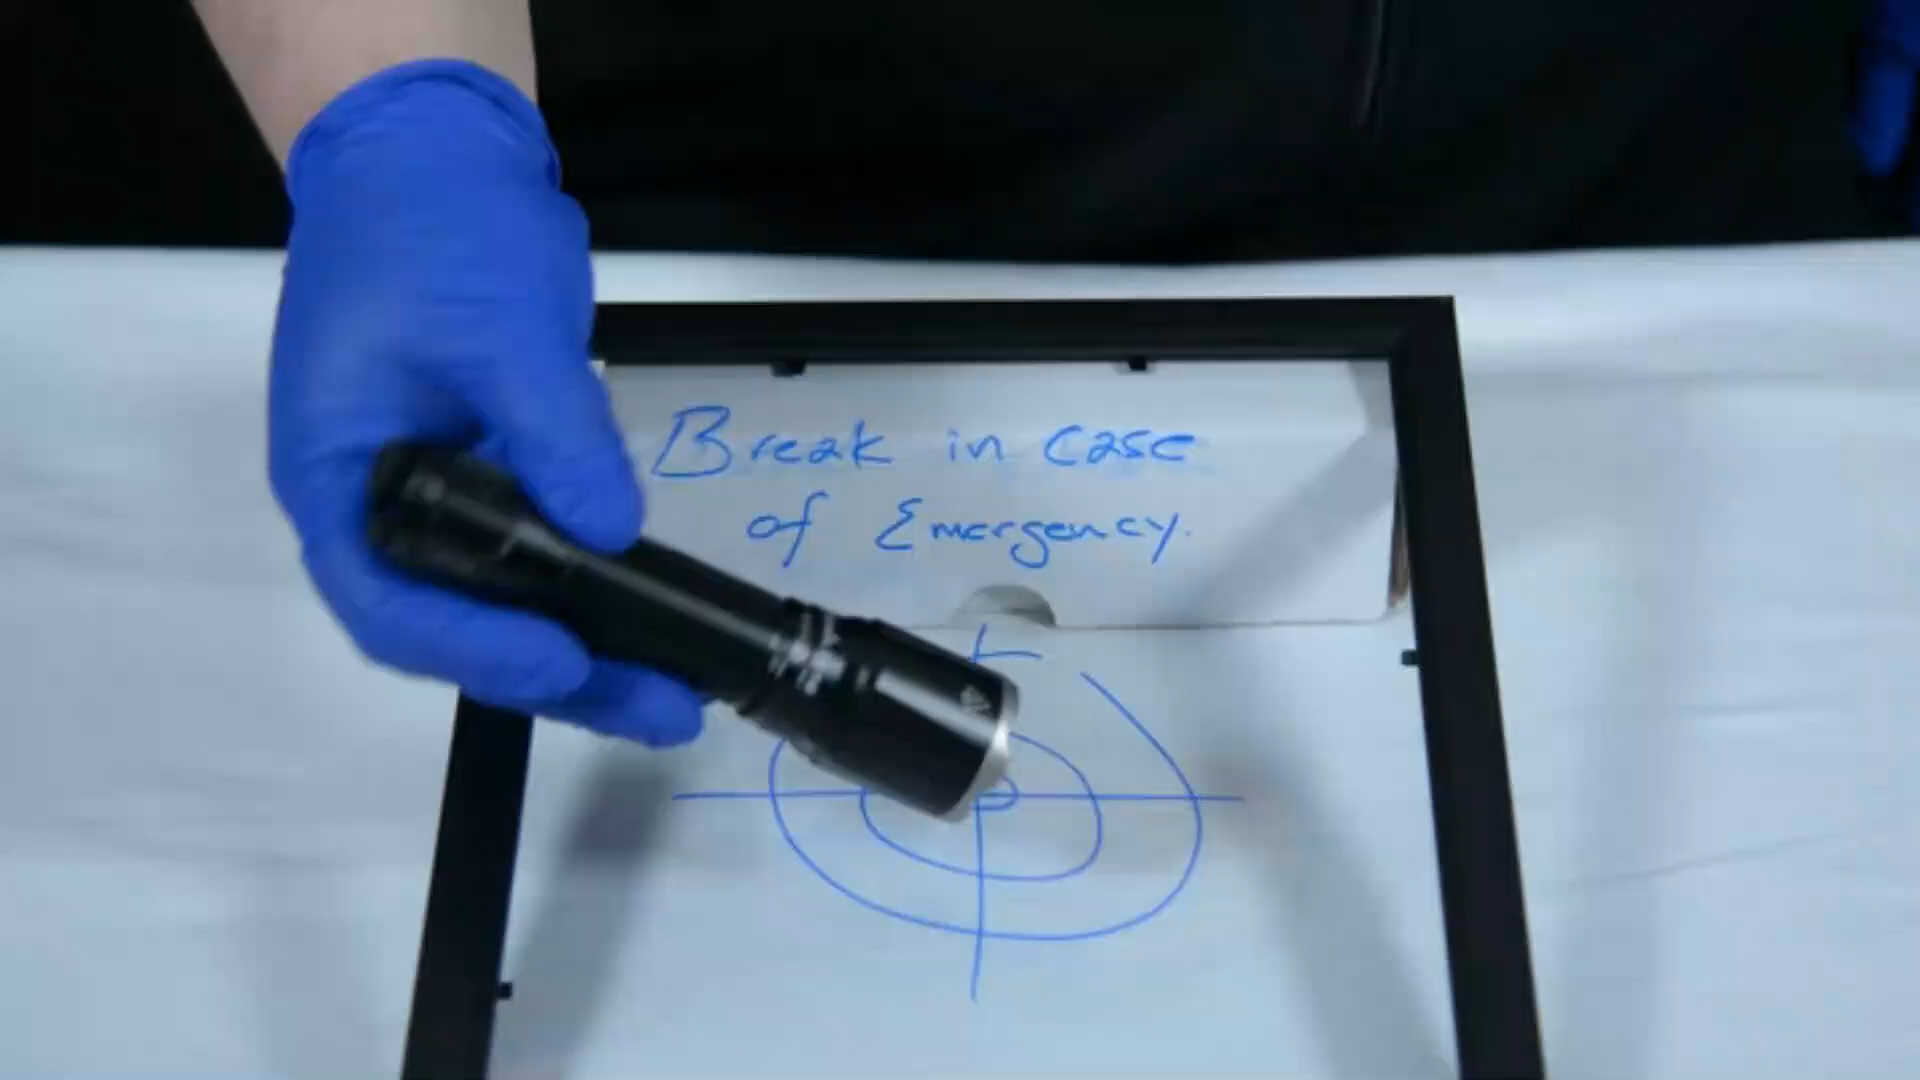 Break in case
of Emergency.